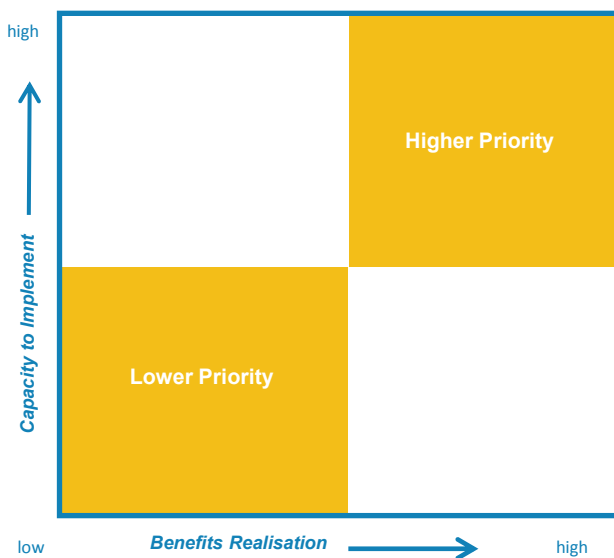 high
Higher Priority
Capacity to Implement
Lower Priority
low
Benefits Realisation
high